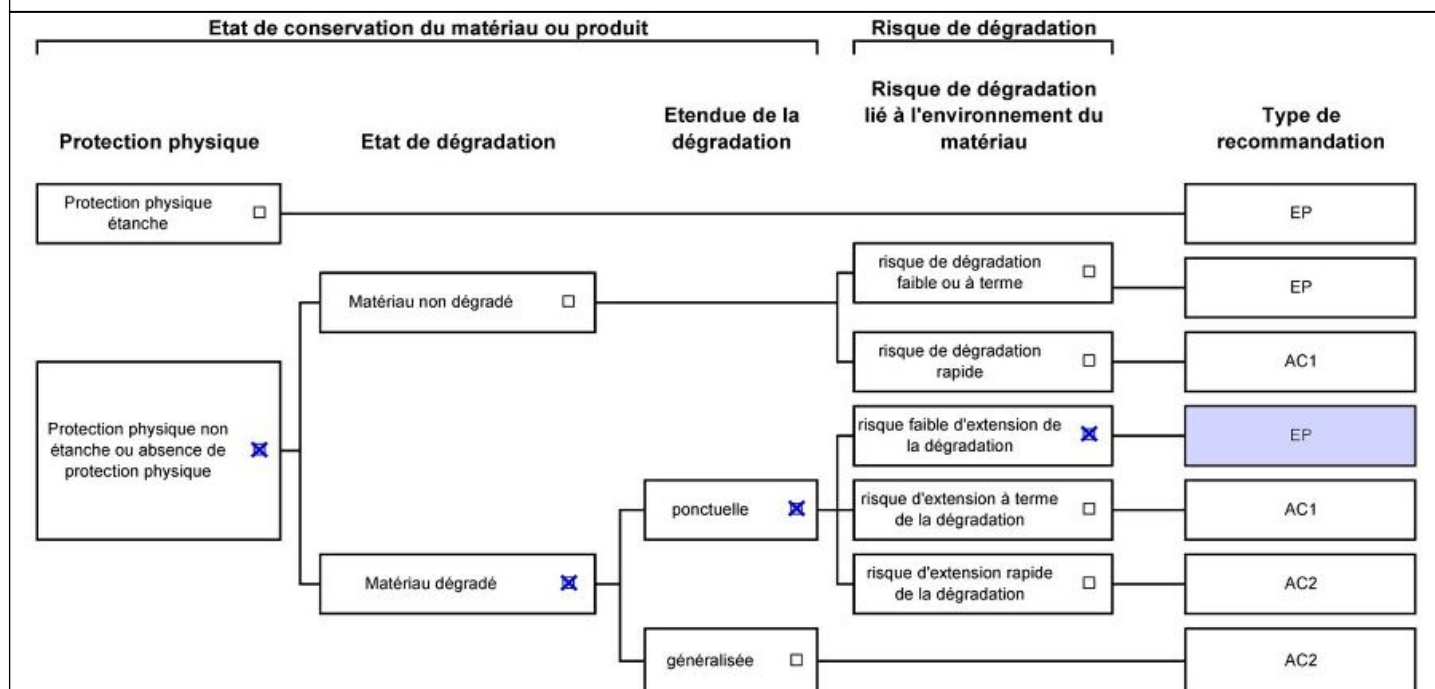 Etat de conservation du matériau ou produit
Risque de dégradation
Protection physique
Etat de dégradation
Etendue de la
dégradation
Risque de dégradation
lié à l'environnement du
matériau
Type de
recommandation
Protection physique
étanche
EP
Matériau non dégradé
risque de dégradation
faible ou à terme
EP
risque de dégradation
rapide
AC1
Protection physique non
étanche ou absence de
protection physique
risque faible d'extension de
la dégradation
EP
ponctuelle
risque d'extension à terme
de la dégradation
AC1
Matériau dégradé
risque d'extension rapide
de la dégradation
AC2
généralisée
AC2